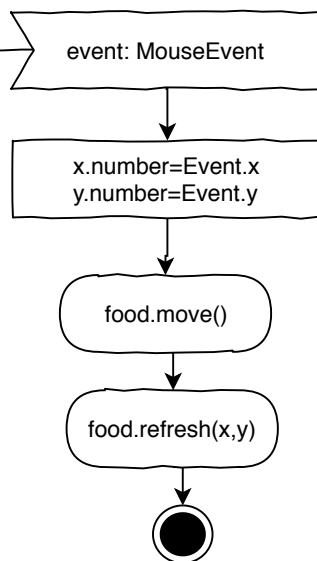 event: MouseEvent
x.number=Event.x
y.number=Event.y
food.move()
food.refresh(x,y)